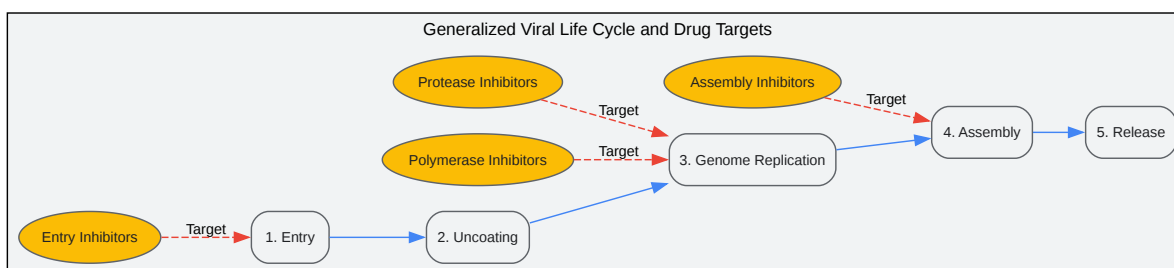 Generalized Viral Life Cycle and Drug Targets
Protease Inhibitors
Assembly Inhibitors
Target
Target
4. Assembly
5. Release
Polymerase Inhibitors
Target
3. Genome Replication
Entry Inhibitors
Target
1. Entry
2. Uncoating